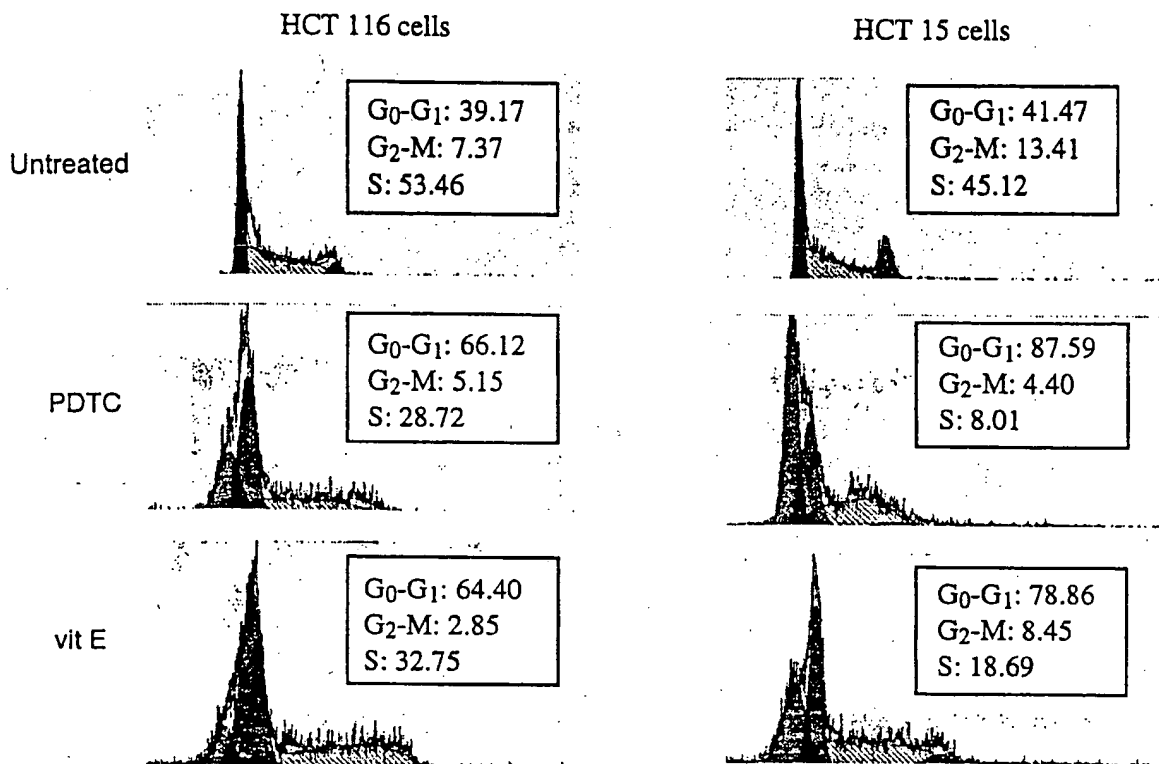 HCT 116 cells
HCT 15 cells
Untreated
G₀-G₁: 39.17
G₂-M: 7.37
S: 53.46
G₀-G₁: 41.47
G₂-M: 13.41
S: 45.12
PDTC
G₀-G₁: 66.12
G₂-M: 5.15
S: 28.72
G₀-G₁: 87.59
G₂-M: 4.40
S: 8.01
vit E
G₀-G₁: 64.40
G₂-M: 2.85
S: 32.75
G₀-G₁: 78.86
G₂-M: 8.45
S: 18.69